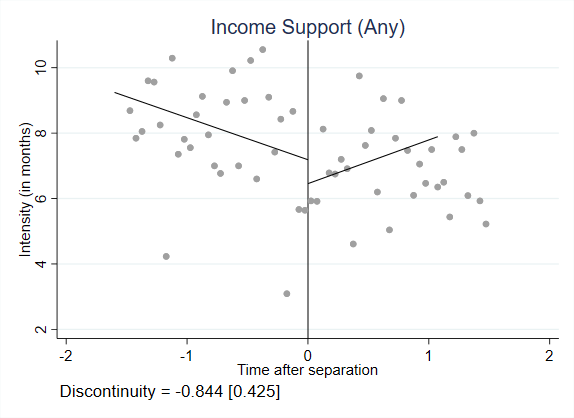 Income Support (Any)
Intensity (in months)
10
8
6
4
2
-2 -1 0 1 2
Time after separation
Discontinuity = -0.844 [0.425]